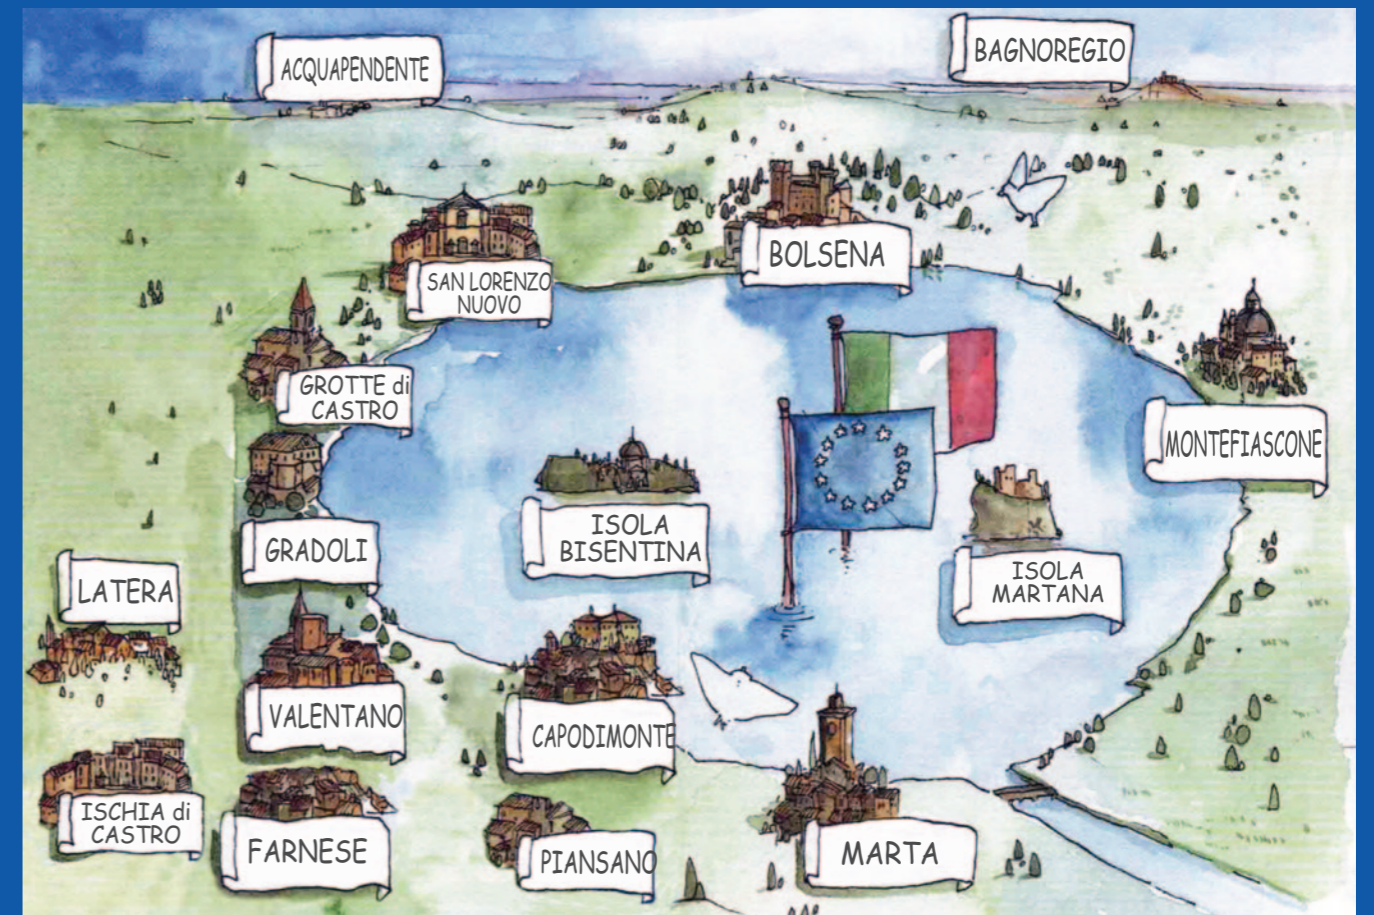 ACQUAPENDENTE
BAGNOREGIO
BOLSENA
SAN LORENZO
NUOVO
GROTTE di
CASTRO
MONTEFIASCONE
ISOLA
BISENTINA
GRADOLI
ISOLA
MARTANA
LATERA
VALENTANO
CAPODIMONTE
ISCHIA di
CASTRO
FARNESE
PIANSANO
MARTA